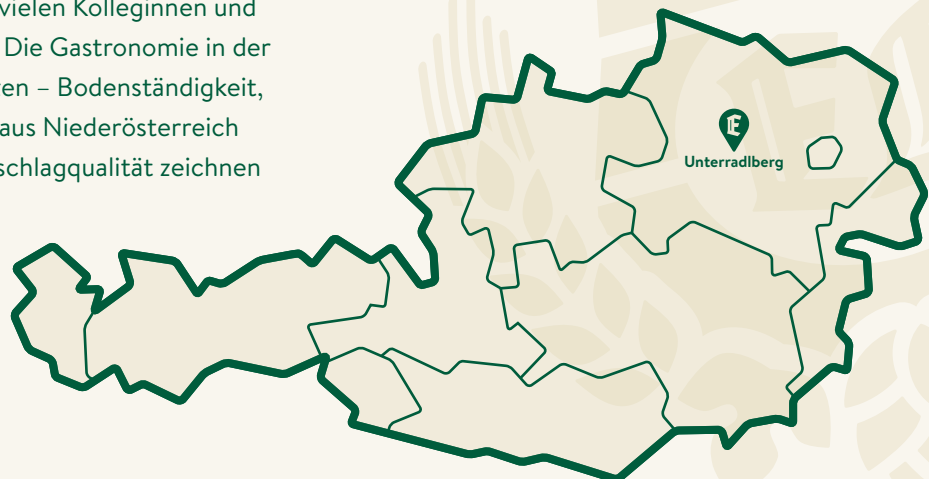 vielen Kolleginnen und
Die Gastronomie in der
en – Bodenständigkeit,
aus Niederösterreich
schlagqualität zeichnen
E
Unterradlberg